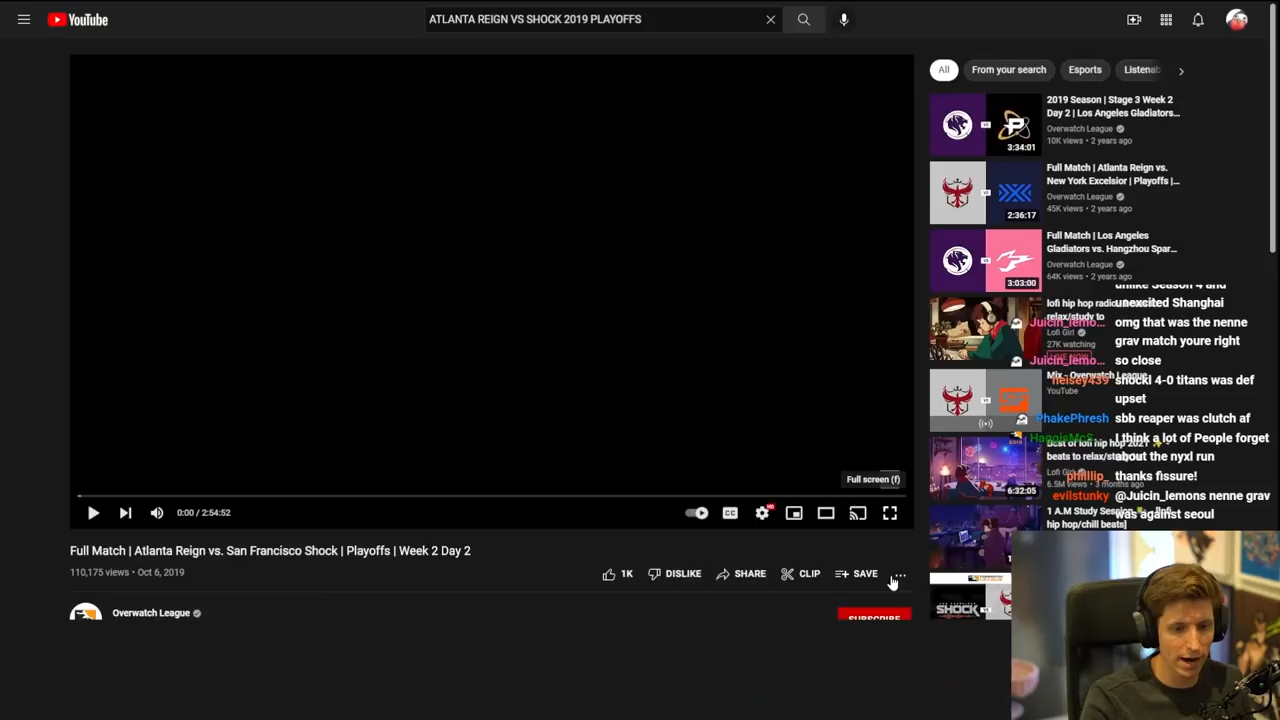 YouTube
ATLANTA REIGN VS SHOCK 2019 PLAYOFFS
All
From your search
Esports
Listenab
2019 Season | Stage 3 Week 2
Day 2 | Los Angeles Gladiators...
Overwatch League
10K views • 2 years ago
3:34:01
Full Match | Atlanta Reign vs.
New York Excelsior | Playoffs |...
Overwatch League
45K views • 2 years ago
2:36:17
Full Match | Los Angeles
Gladiators vs. Hangzhou Spar...
Overwatch League
64K views • 2 years ago
3:03:00
lofi hip hop radio
relax/study to
Lofi Girl
27K watching
Mix - Overwatch League
YouTube
Best of lofi hip hop 2021
beats to relax/study
Lofi Girl
6.5M views • 3 months ago
6:32:05
1 A.M Study Session
hip hop/chill beats]
SHOCK
unlike Season 4 and
unexcited Shanghai
Juicin_lemo... omg that was the nenne
grav match youre right
Juicin_lemo... so close
helsey439 shockl 4-0 titans was def
upset
PhakePhresh sbb reaper was clutch af
HaggisMcS... I think a lot of People forget
about the nyxl run
phillllp_ thanks fissure!
evilstunky @Juicin_lemons nenne grav
was against seoul
Full screen (f)
0:00 / 2:54:52
CC
HD
Full Match | Atlanta Reign vs. San Francisco Shock | Playoffs | Week 2 Day 2
110,175 views • Oct 6, 2019
1K
DISLIKE
SHARE
CLIP
SAVE
Overwatch League
SUBSCRIBE